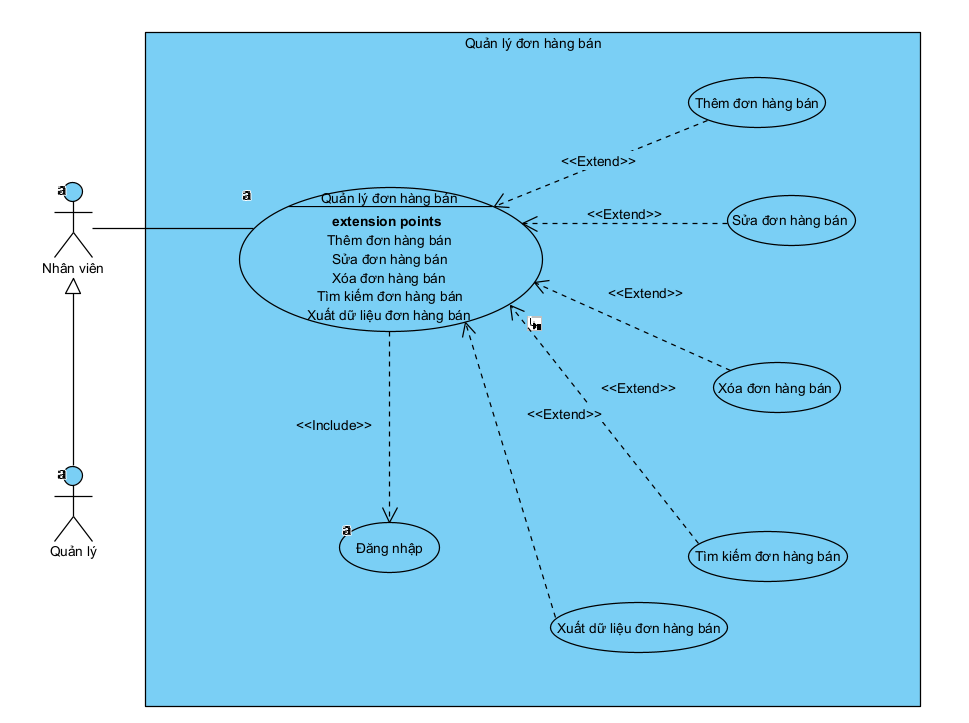 Quản lý đơn hàng bán
Thêm đơn hàng bán
<<Extend>>
a
a
Quản lý đơn hàng bán
<<Extend>>
Sửa đơn hàng bán
extension points
Thêm đơn hàng bán
Sửa đơn hàng bán
Xóa đơn hàng bán
Tìm kiếm đơn hàng bán
Xuất dữ liệu đơn hàng bán
Nhân viên
<<Extend>>
<<Extend>>
Xóa đơn hàng bán
<<Extend>>
<<Include>>
a
a
Đăng nhập
Quản lý
Tìm kiếm đơn hàng bán
Xuất dữ liệu đơn hàng bán